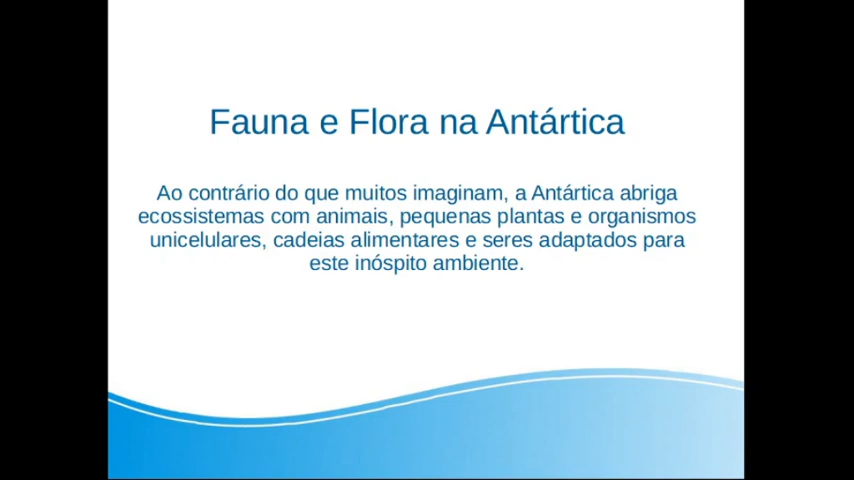 Fauna e Flora na Antártica
Ao contrário do que muitos imaginam, a Antártica abriga
ecossistemas com animais, pequenas plantas e organismos
unicelulares, cadeias alimentares e seres adaptados para
este inóspito ambiente.